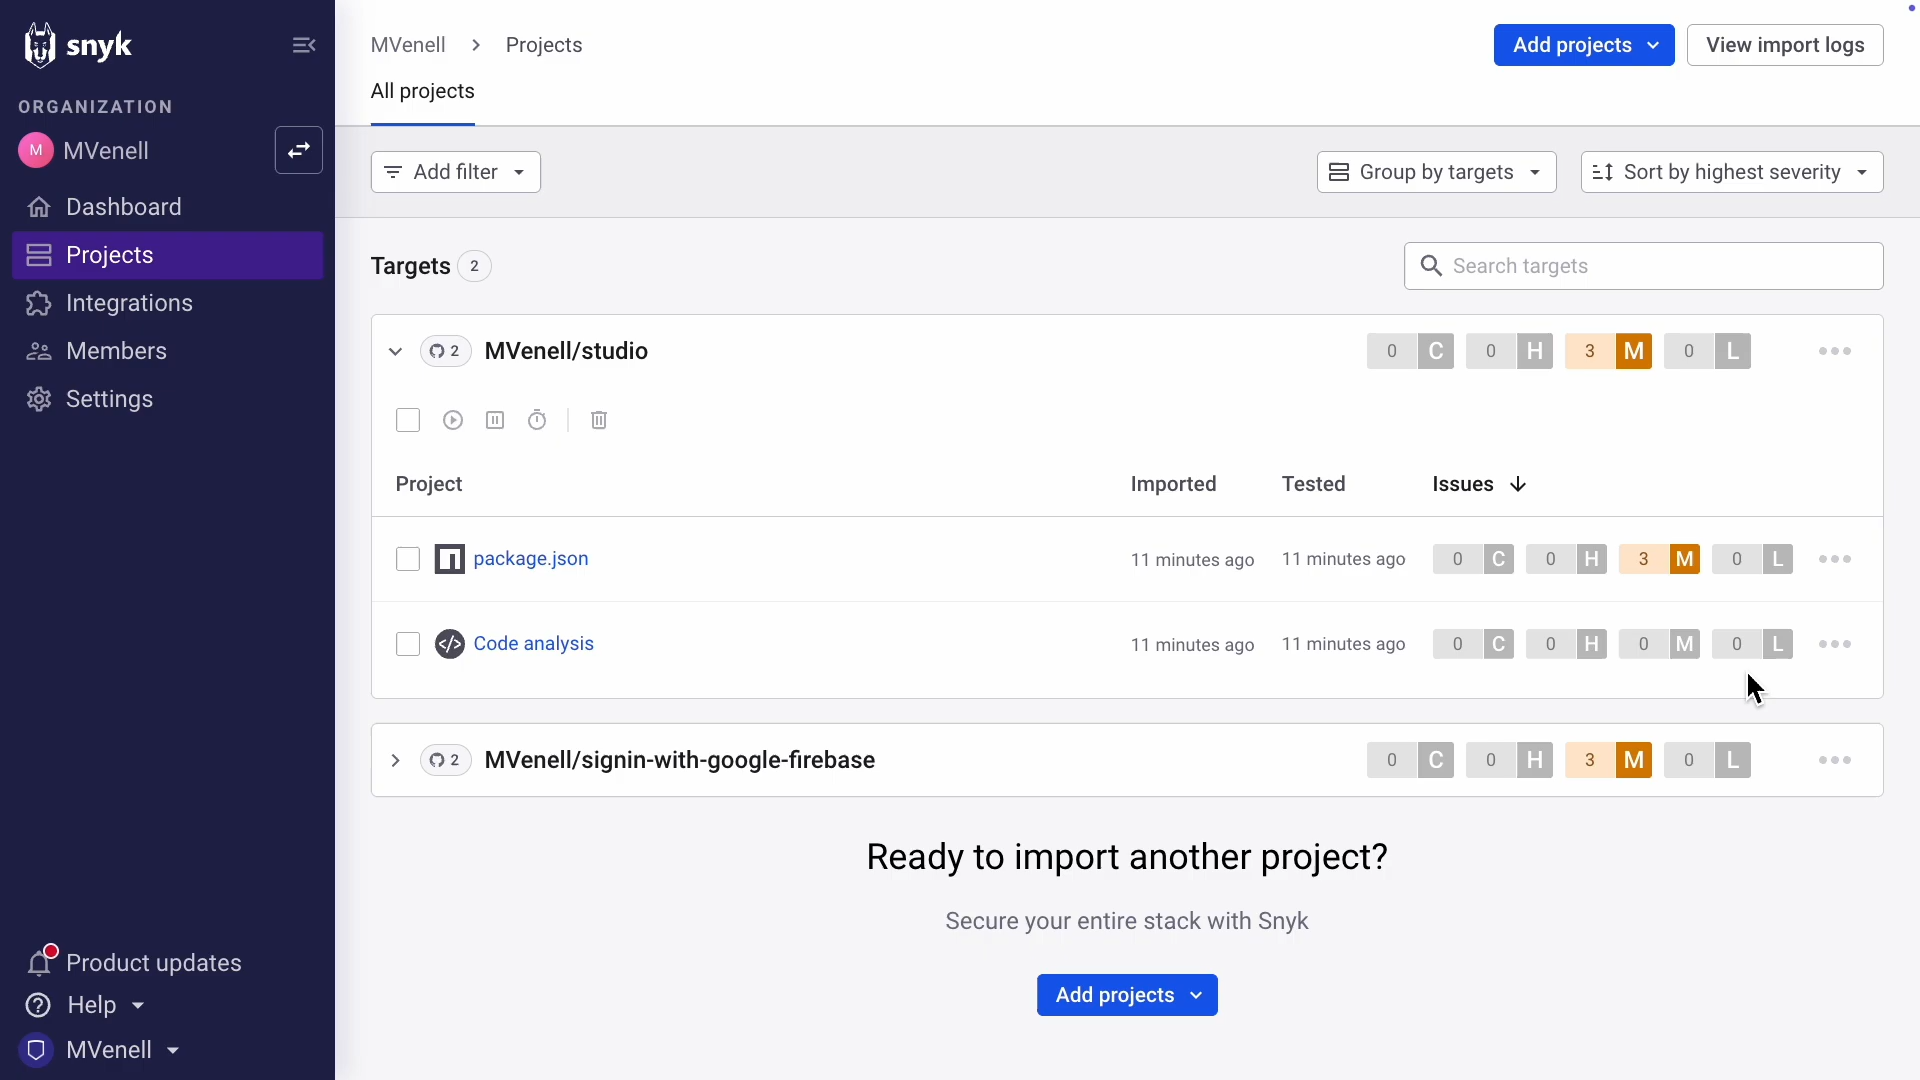 snyk
ORGANIZATION
M MVenell
Dashboard
Projects
Integrations
Members
Settings
Product updates
Help
MVenell
MVenell > Projects
Add projects
View import logs
All projects
Add filter
Group by targets
Sort by highest severity
Targets 2
Search targets
2 MVenell/studio 0 C 0 H 3 M 0 L
Project Imported Tested Issues
package.json 11 minutes ago 11 minutes ago 0 C 0 H 3 M 0 L
Code analysis 11 minutes ago 11 minutes ago 0 C 0 H 0 M 0 L
2 MVenell/signin-with-google-firebase 0 C 0 H 3 M 0 L
Ready to import another project?
Secure your entire stack with Snyk
Add projects